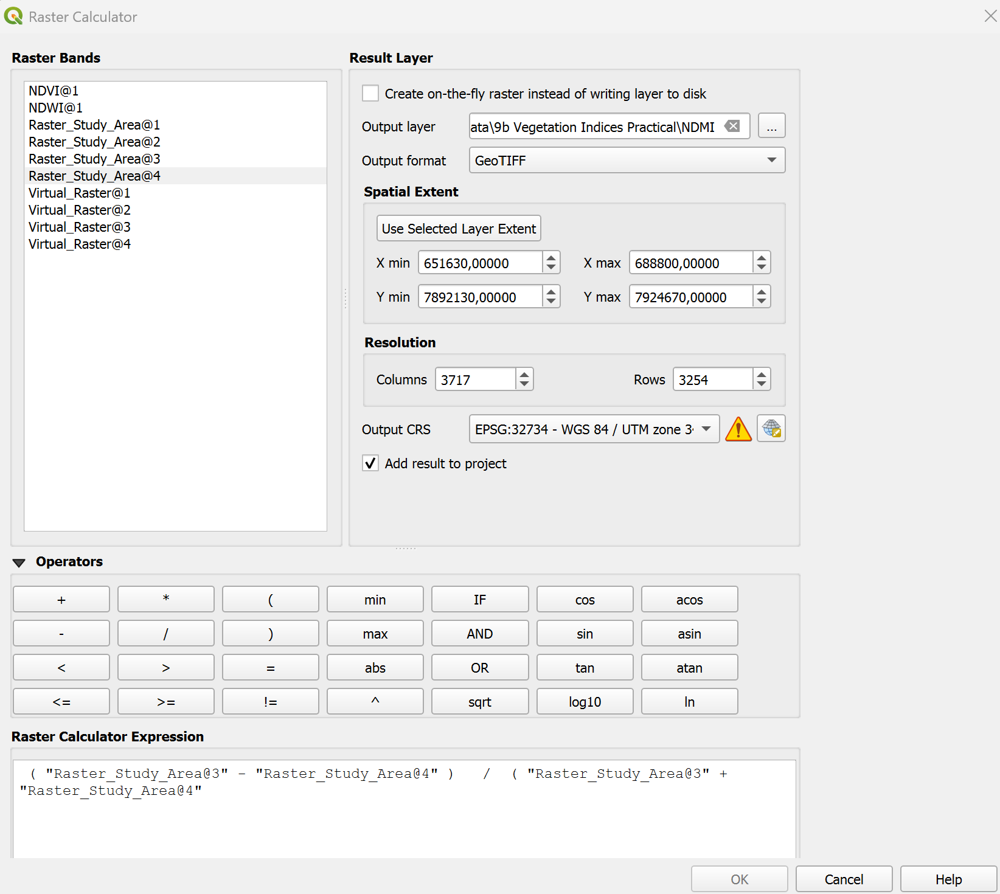 Raster Calculator
Raster Bands
NDVI@1
NDWI@1
Raster_Study_Area@1
Raster_Study_Area@2
Raster_Study_Area@3
Raster_Study_Area@4
Virtual_Raster@1
Virtual_Raster@2
Virtual_Raster@3
Virtual_Raster@4
Result Layer
Create on-the-fly raster instead of writing layer to disk
Output layer ata\9b Vegetation Indices Practical\NDMI ...
Output format GeoTIFF
Spatial Extent
Use Selected Layer Extent
X min 651630,00000 X max 688800,00000
Y min 7892130,00000 Y max 7924670,00000
Resolution
Columns 3717 Rows 3254
Output CRS EPSG:32734 - WGS 84 / UTM zone 34
Add result to project
Operators
+ * ( min IF cos acos
- / ) max AND sin asin
< > = abs OR tan atan
<= >= != ^ sqrt log10 ln
Raster Calculator Expression
( "Raster_Study_Area@3" - "Raster_Study_Area@4" ) / ( "Raster_Study_Area@3" +
"Raster_Study_Area@4"
OK Cancel Help